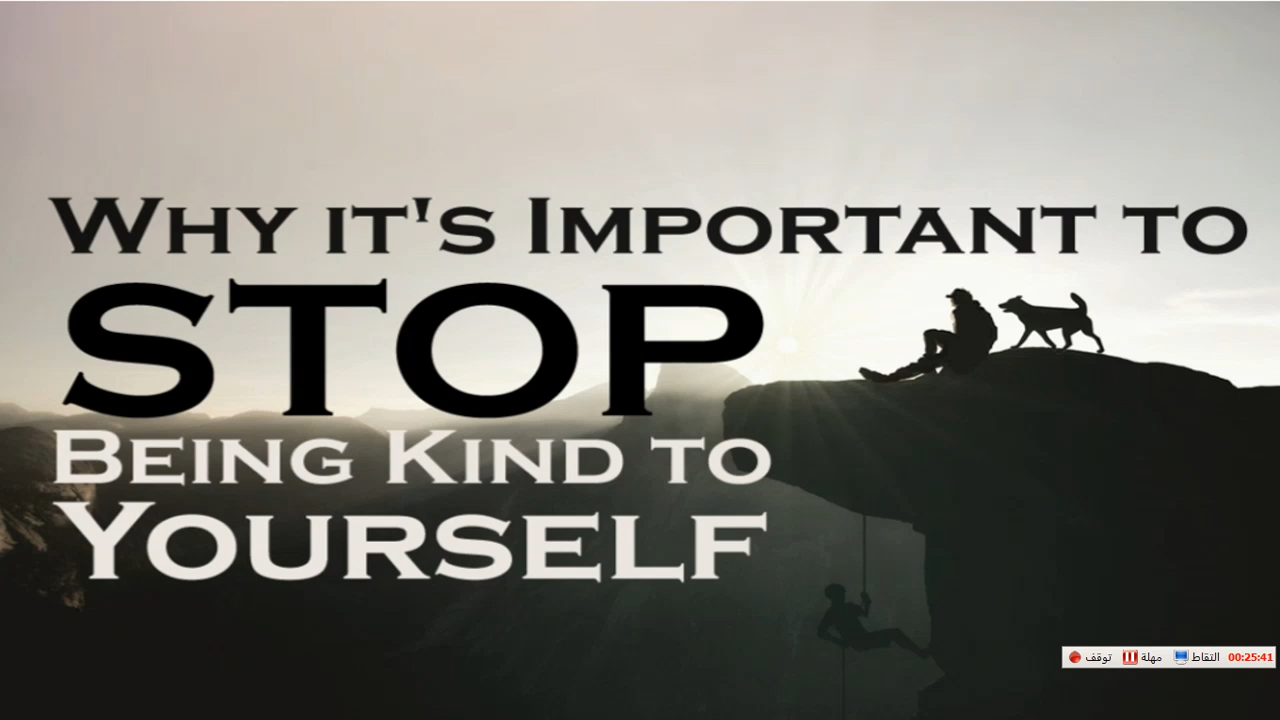 Why it's Important to
STOP
Being Kind to
Yourself
توقف مهلة التقاط 00:25:41